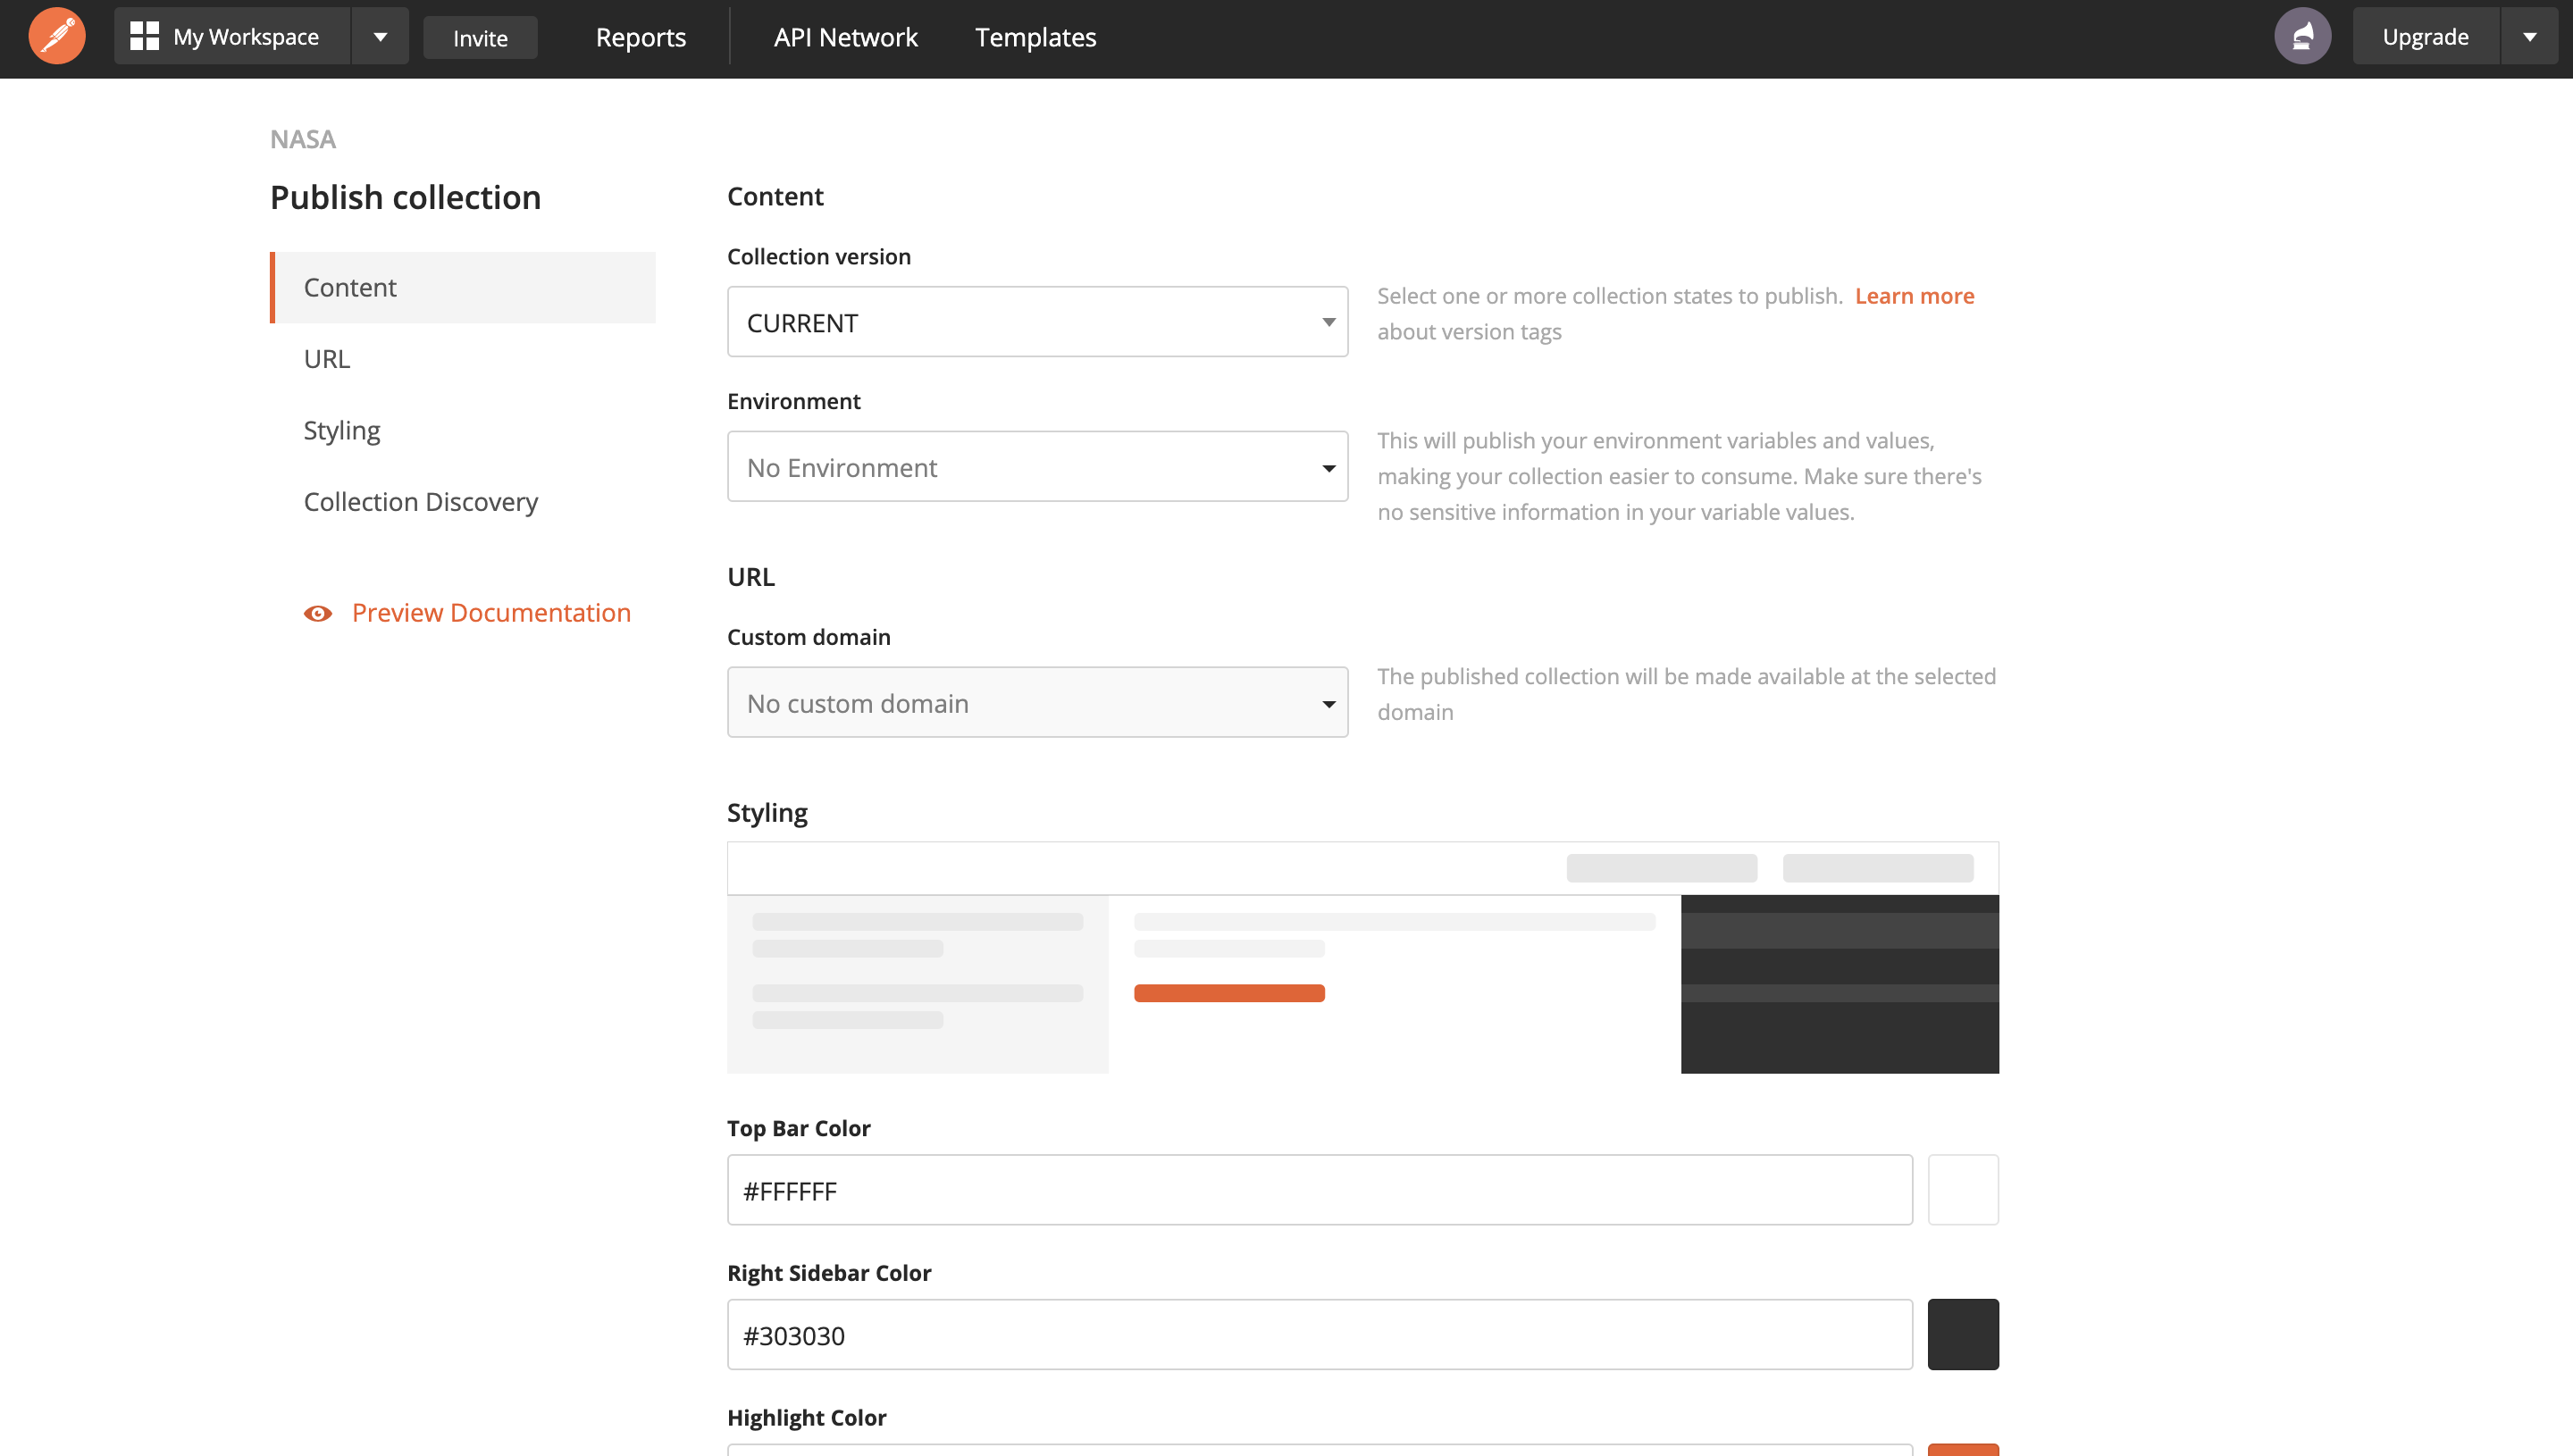 My Workspace
Invite
Reports
API Network
Templates
Upgrade
NASA
Publish collection
Content
URL
Styling
Collection Discovery
Preview Documentation
Content
Collection version
CURRENT
Select one or more collection states to publish. Learn more
about version tags
Environment
No Environment
This will publish your environment variables and values,
making your collection easier to consume. Make sure there's
no sensitive information in your variable values.
URL
Custom domain
No custom domain
The published collection will be made available at the selected
domain
Styling
Top Bar Color
#FFFFFF
Right Sidebar Color
#303030
Highlight Color